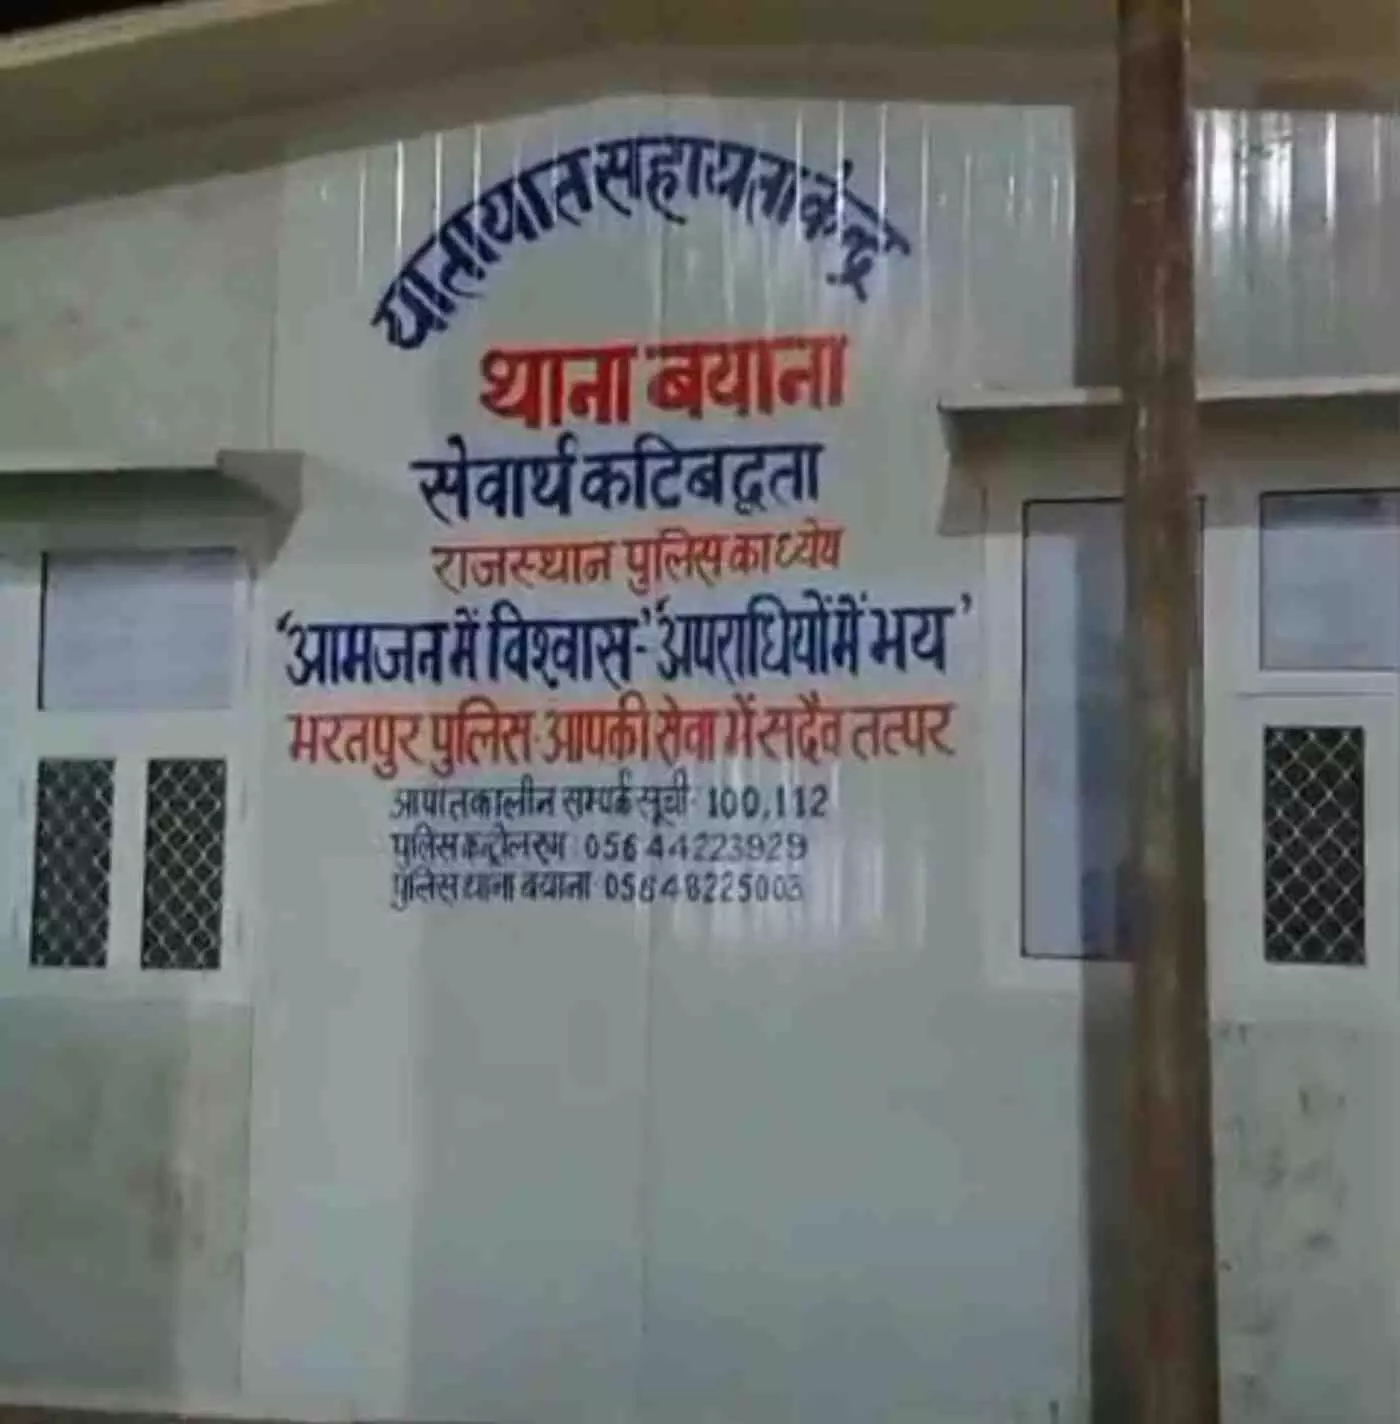 यातायात सहायता केंद्र
थाना बयाना
सेवार्थ कटिबद्धता
राजस्थान पुलिस का ध्येय
'आमजन में विश्वास-' 'अपराधियों में भय'
भरतपुर पुलिस-आपकी सेवा में सदैव तत्पर
आपातकालीन सम्पर्क सूची- 100,112
पुलिस कन्ट्रोल रुम : 05644223929
पुलिस थाना बयाना-05648225003